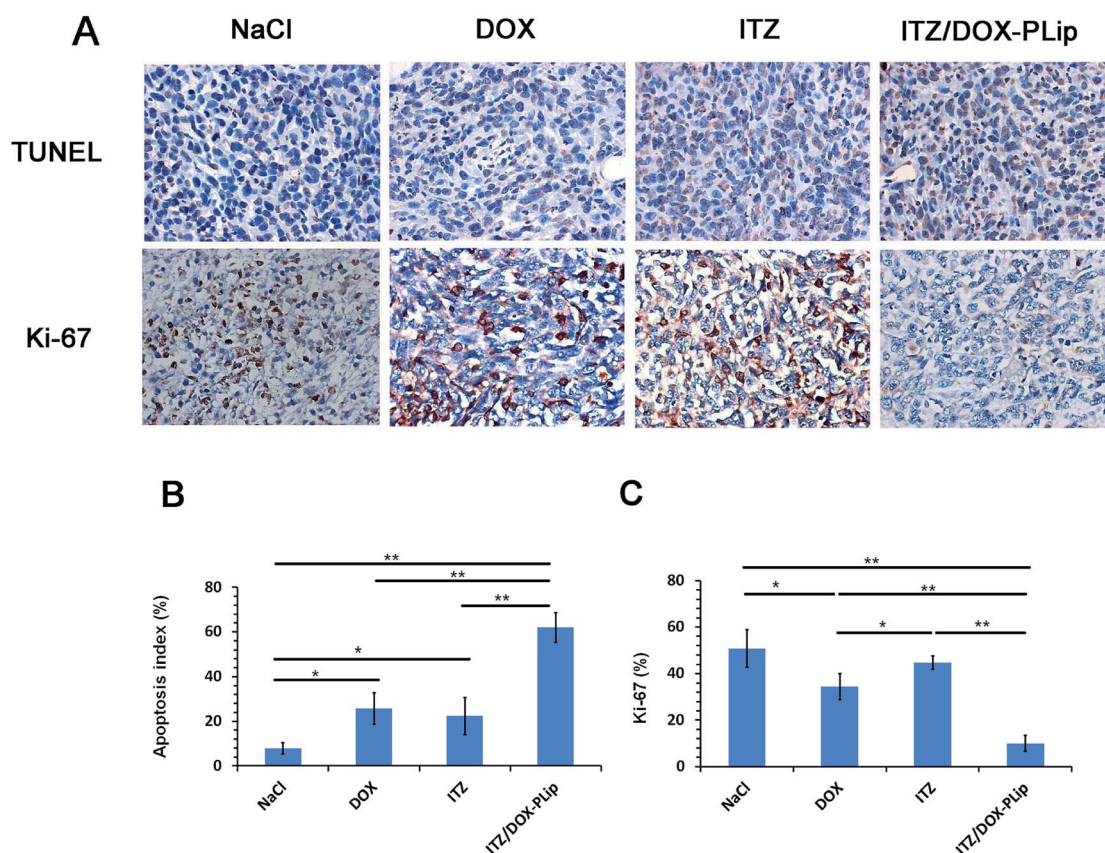 A
NaCl DOX ITZ ITZ/DOX-PLip
TUNEL
Ki-67
B
**
**
**
*
*
Apoptosis index (%)
80
60
40
20
0
NaCl DOX ITZ ITZ/DOX-PLip
C
**
* **
* **
Ki-67 (%)
80
60
40
20
0
NaCl DOX ITZ ITZ/DOX-PLip